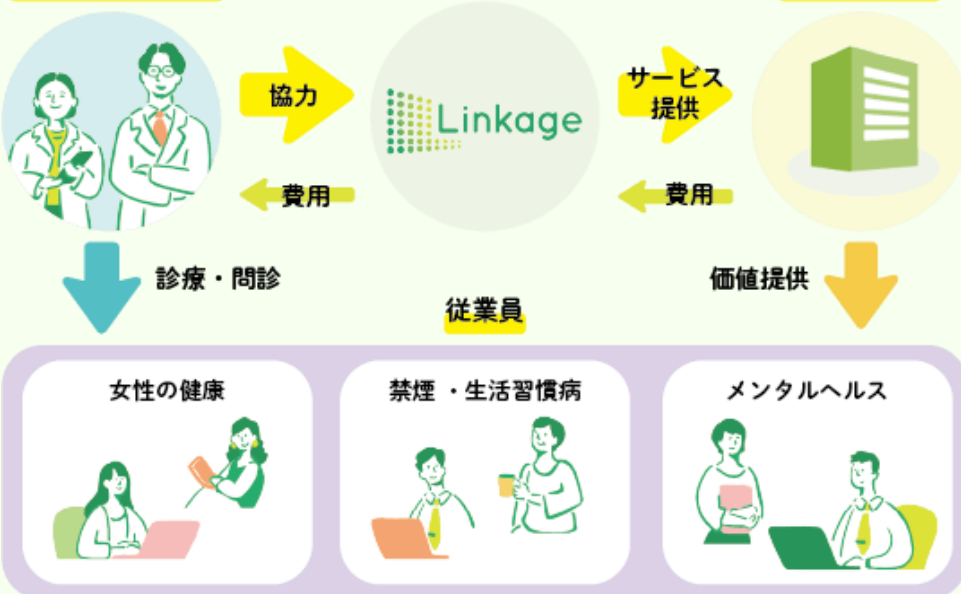 協力
Linkage
サービス
提供
費用
費用
診療・問診
価値提供
従業員
女性の健康
禁煙・生活習慣病
メンタルヘルス